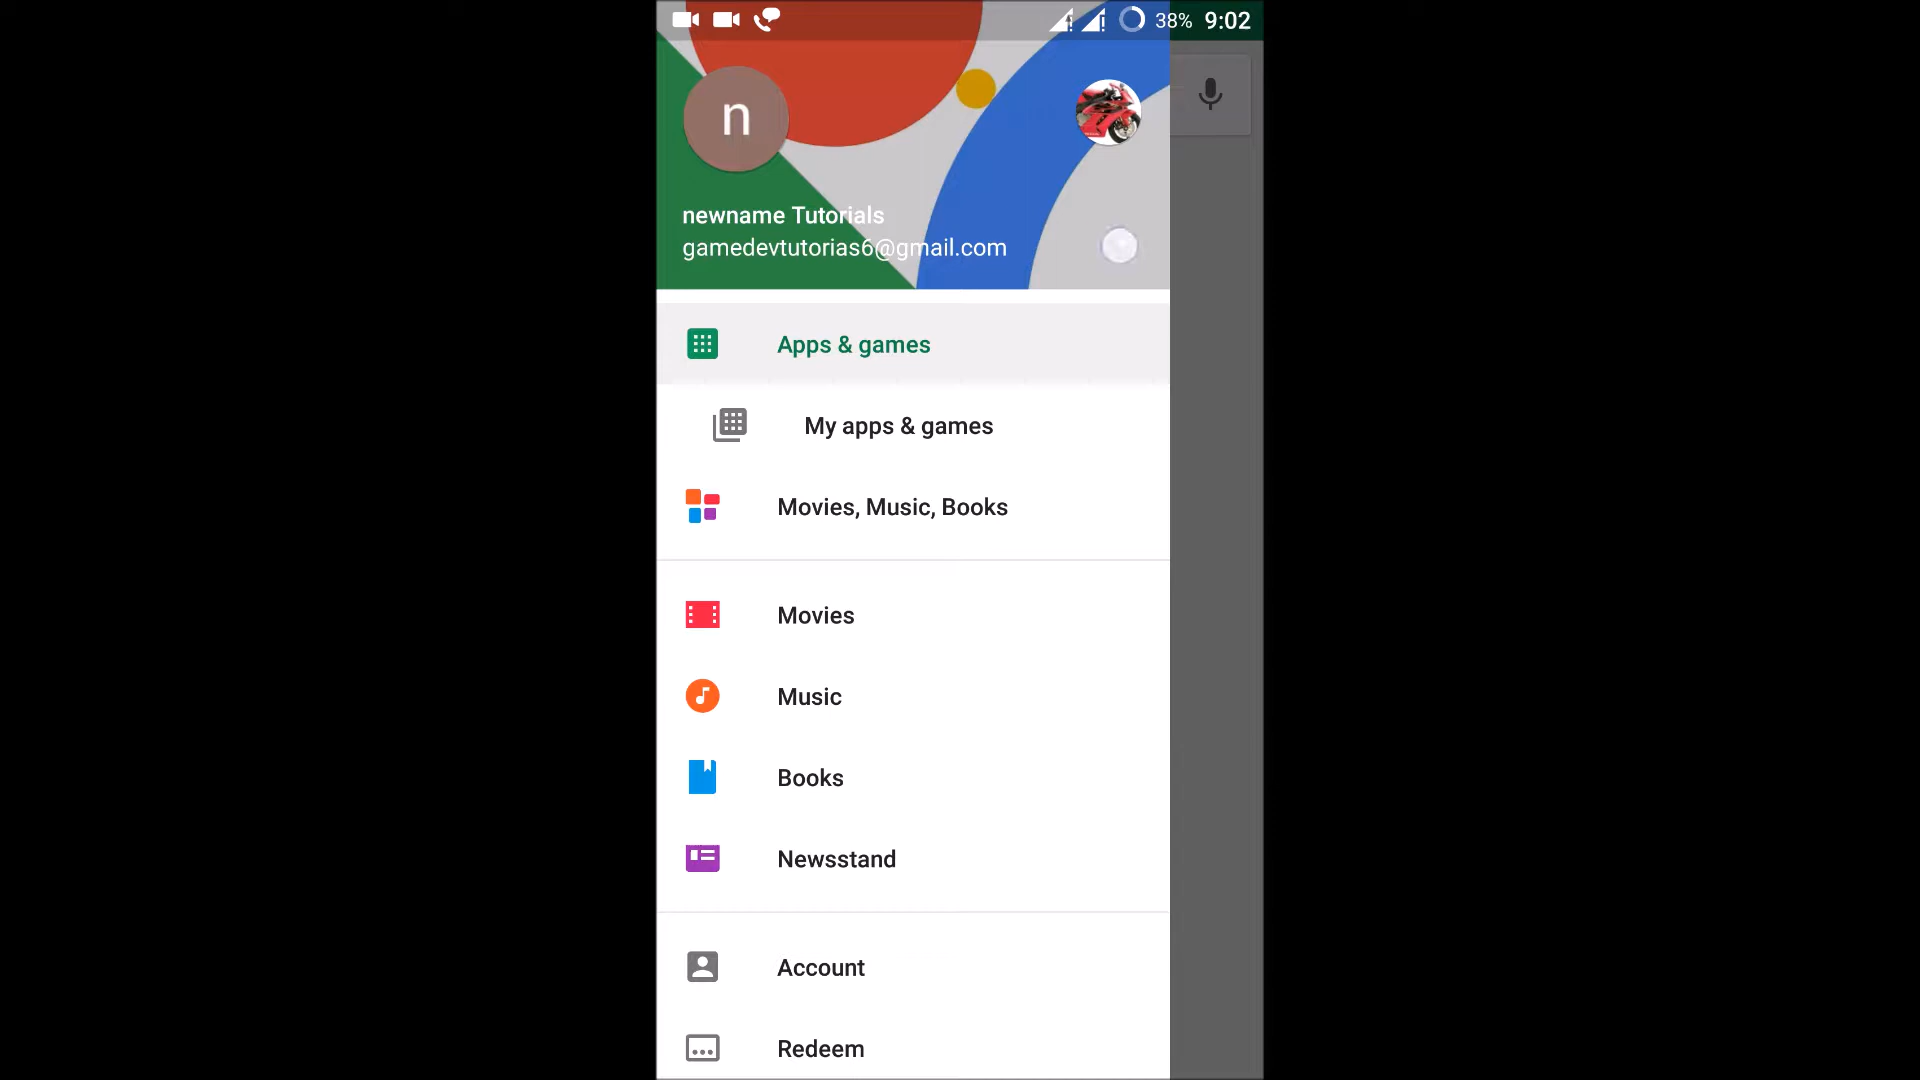 38% 9:02
n
newname Tutorials
gamedevtutorias6@gmail.com
Apps & games
My apps & games
Movies, Music, Books
Movies
Music
Books
Newsstand
Account
Redeem